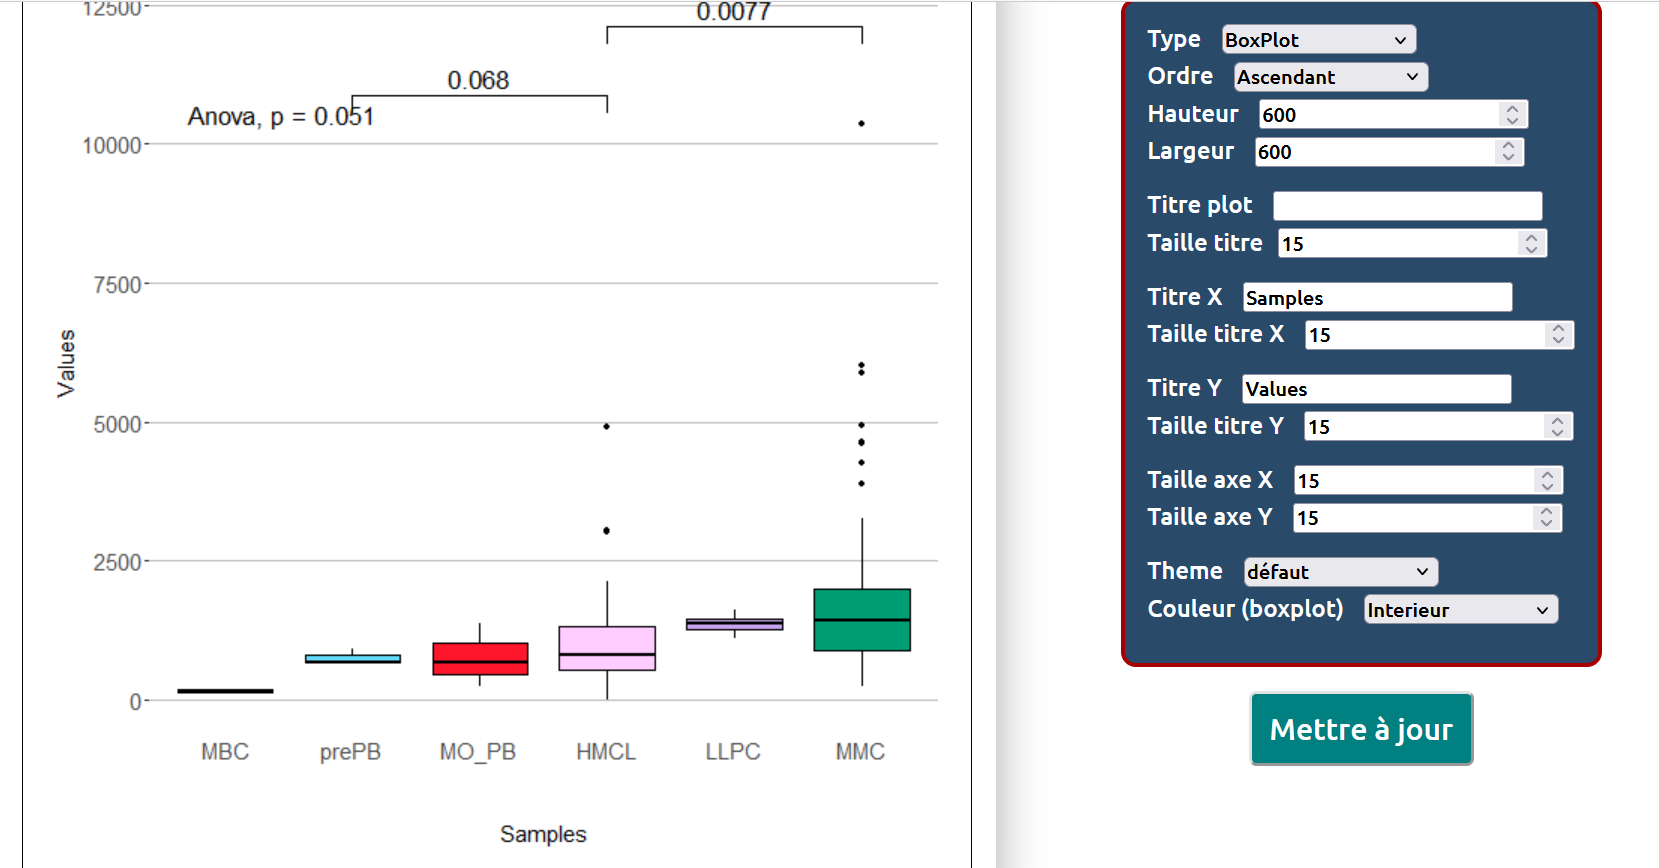 12500
0.0077
0.068
Anova, p = 0.051
10000
7500
5000
2500
0
Values
MBC prePB MO_PB HMCL LLPC MMC
Samples
Type BoxPlot
Ordre Ascendant
Hauteur 600
Largeur 600
Titre plot
Taille titre 15
Titre X Samples
Taille titre X 15
Titre Y Values
Taille titre Y 15
Taille axe X 15
Taille axe Y 15
Theme défaut
Couleur (boxplot) Interieur
Mettre à jour